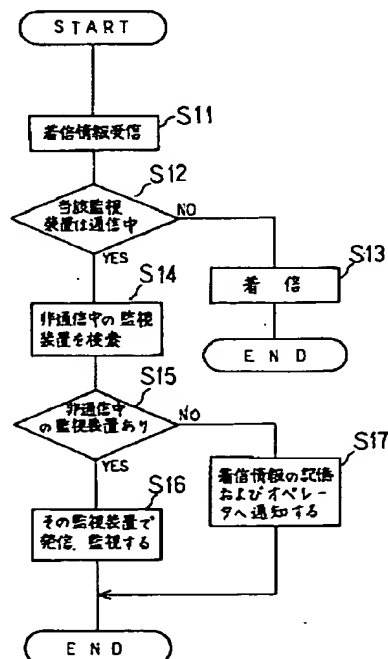 START
S11
着信情報受信
S12
当該監視
装置は通信中
NO
YES
S13
着信
END
S14
非通信中の監視
装置を検索
S15
非通信中
の監視装置あり
NO
YES
S17
着信情報の記憶
およびオペレータ
へ通知する
S16
その監視装置で
発信、監視する
END